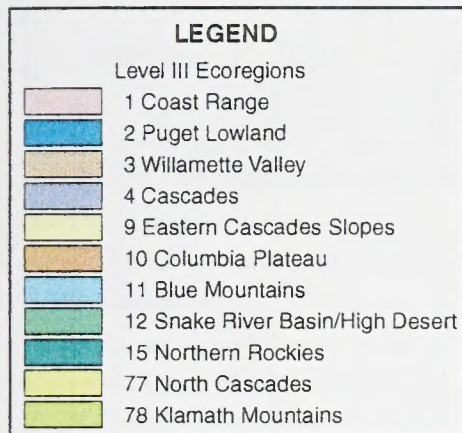 LEGEND
Level III Ecoregions
1 Coast Range
2 Puget Lowland
3 Willamette Valley
4 Cascades
9 Eastern Cascades Slopes
10 Columbia Plateau
11 Blue Mountains
12 Snake River Basin/High Desert
15 Northern Rockies
77 North Cascades
78 Klamath Mountains